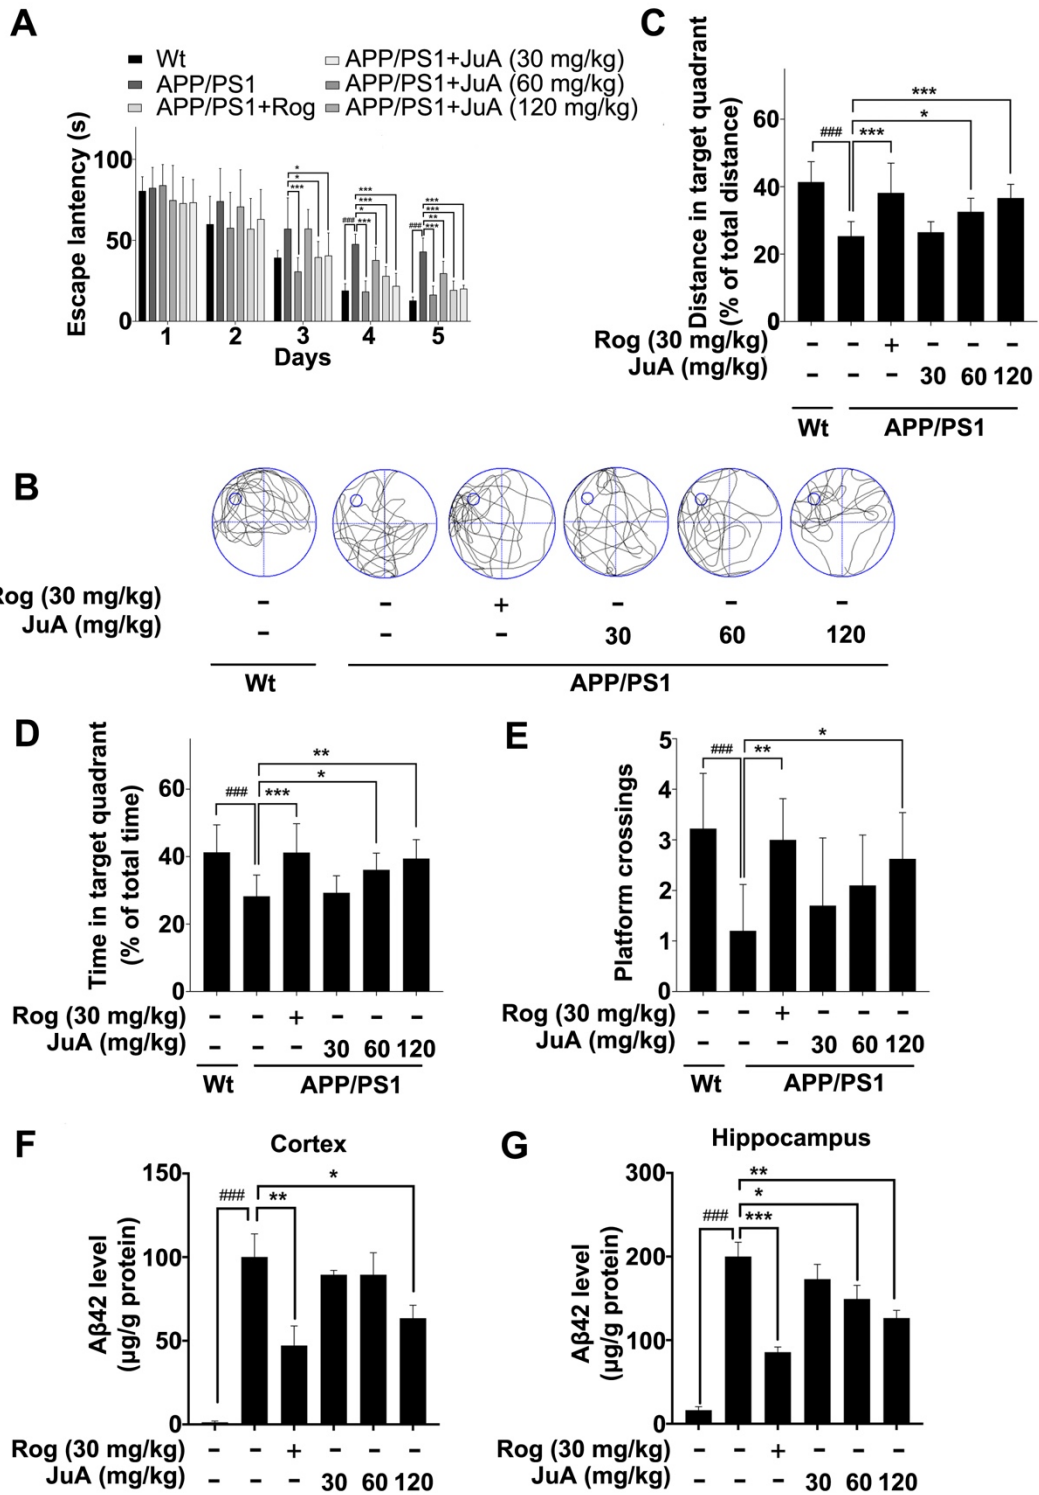 A
Wt
APP/PS1
APP/PS1+Rog
APP/PS1+JuA (30 mg/kg)
APP/PS1+JuA (60 mg/kg)
APP/PS1+JuA (120 mg/kg)
Escape lantency (s)
100
50
0
* * ***
### *** *** * ***
### *** *** ** ***
1 2 3 4 5
Days
C
Distance in target quadrant
(% of total distance)
60
40
20
0
### *** * ***
Rog (30 mg/kg) – – + – – –
JuA (mg/kg) – – – 30 60 120
Wt APP/PS1
B
Rog (30 mg/kg) – – + – – –
JuA (mg/kg) – – – 30 60 120
Wt APP/PS1
D
Time in target quadrant
(% of total time)
60
40
20
0
### *** * **
Rog (30 mg/kg) – – + – – –
JuA (mg/kg) – – – 30 60 120
Wt APP/PS1
E
Platform crossings
5
4
3
2
1
0
### ** *
Rog (30 mg/kg) – – + – – –
JuA (mg/kg) – – – 30 60 120
Wt APP/PS1
F
Cortex
Aβ42 level
(µg/g protein)
150
100
50
0
### ** *
Rog (30 mg/kg) – – + – – –
JuA (mg/kg) – – – 30 60 120
G
Hippocampus
Aβ42 level
(µg/g protein)
300
200
100
0
### *** * **
Rog (30 mg/kg) – – + – – –
JuA (mg/kg) – – – 30 60 120